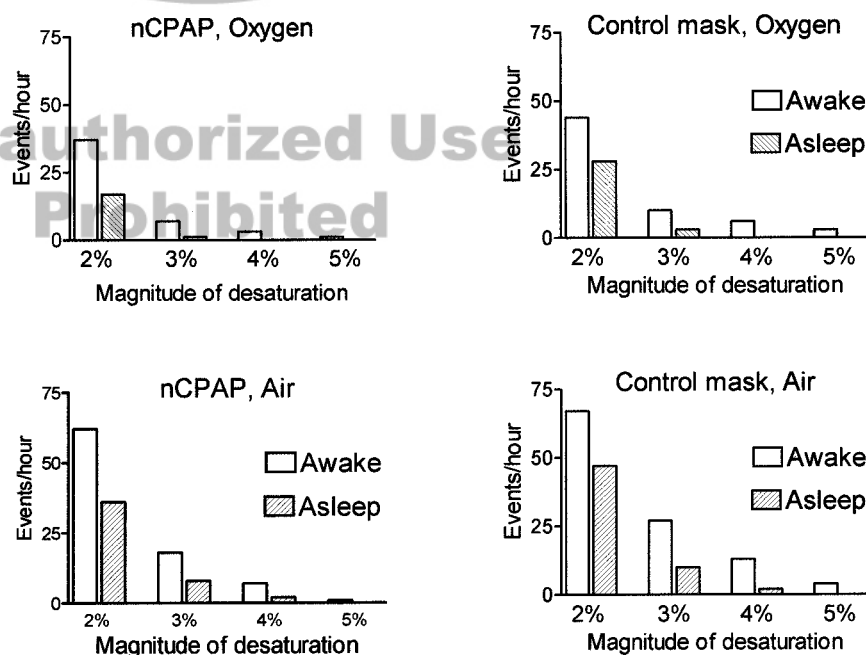 nCPAP, Oxygen
75
50
25
0
Events/hour
2% 3% 4% 5%
Magnitude of desaturation
Control mask, Oxygen
75
50
25
0
Events/hour
Awake
Asleep
2% 3% 4% 5%
Magnitude of desaturation
authorized Use
Prohibited
nCPAP, Air
75
50
25
0
Events/hour
Awake
Asleep
2% 3% 4% 5%
Magnitude of desaturation
Control mask, Air
75
50
25
0
Events/hour
Awake
Asleep
2% 3% 4% 5%
Magnitude of desaturation